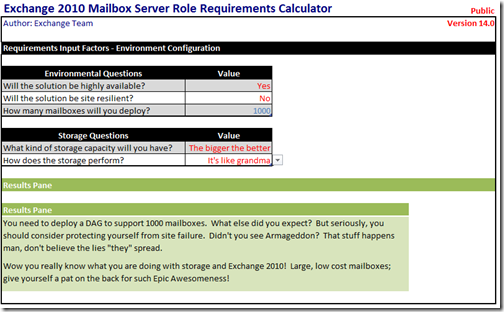 Exchange 2010 Mailbox Server Role Requirements Calculator
Public
Author: Exchange Team
Version 14.0
Requirements Input Factors - Environment Configuration
Environmental Questions Value
Will the solution be highly available? Yes
Will the solution be site resilient? No
How many mailboxes will you deploy? 1000
Storage Questions Value
What kind of storage capacity will you have? The bigger the better
How does the storage perform? It's like grandma
Results Pane
Results Pane
You need to deploy a DAG to support 1000 mailboxes. What else did you expect? But seriously, you
should consider protecting yourself from site failure. Didn't you see Armageddon? That stuff happens
man, don't believe the lies "they" spread.
Wow you really know what you are doing with storage and Exchange 2010! Large, low cost mailboxes;
give yourself a pat on the back for such Epic Awesomeness!